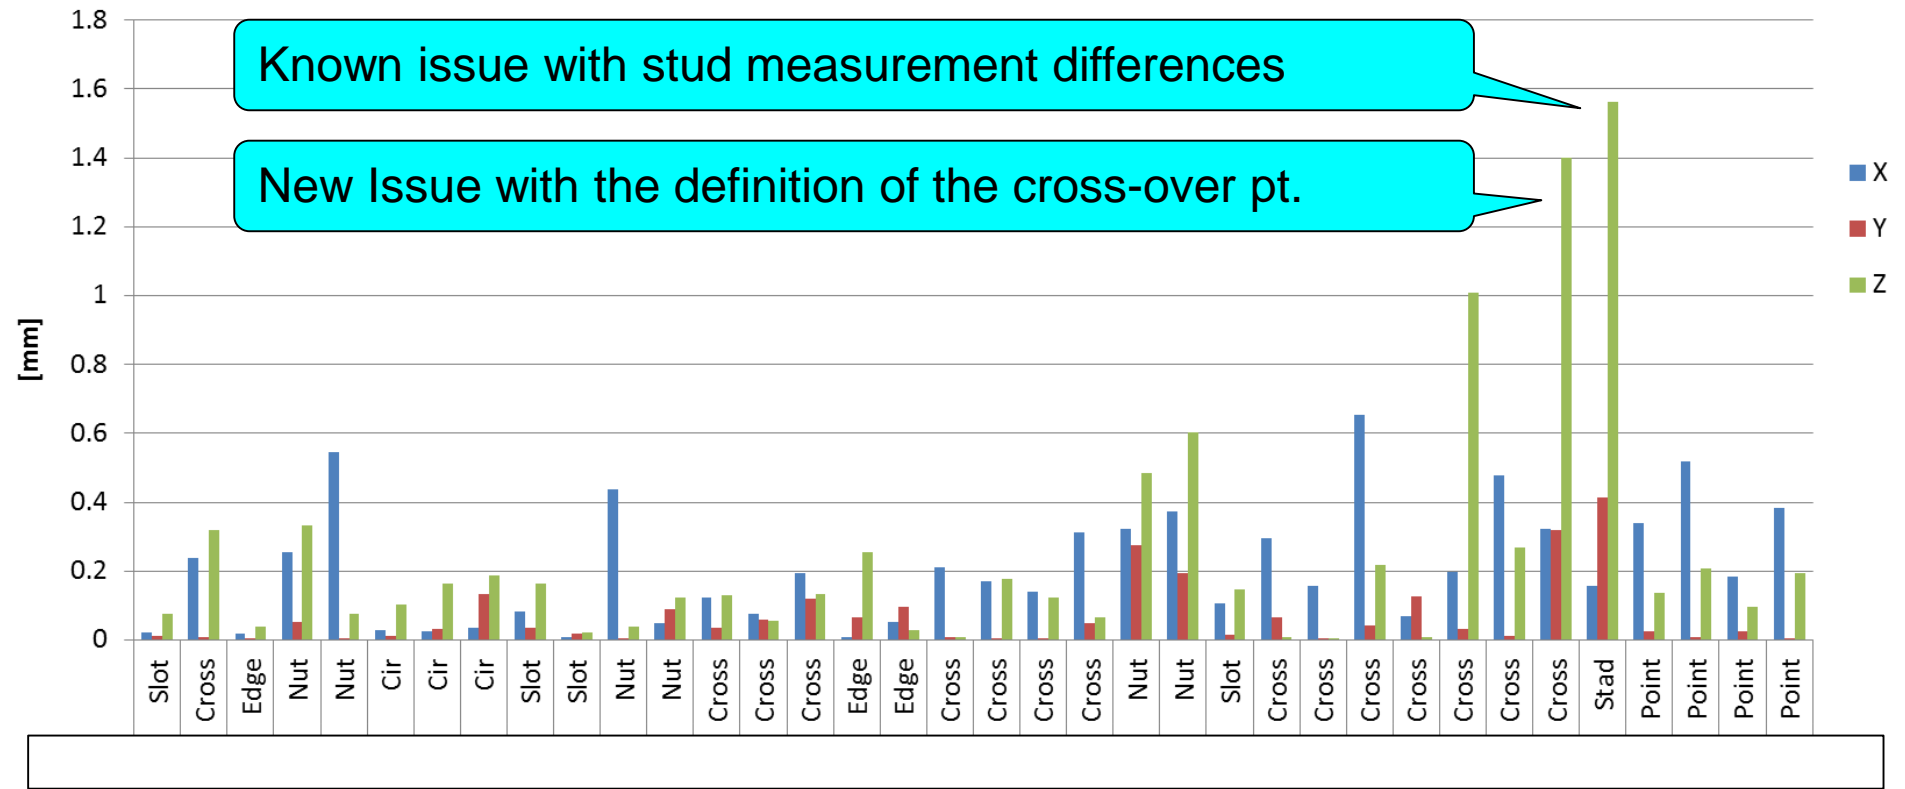 1.8
Known issue with stud measurement differences
1.6
1.4
New Issue with the definition of the cross-over pt.
X
1.2
Y
1
Z
[mm]
0.8
0.6
0.4
0.2
0
Slot Cross Edge Nut Nut Cir Cir Cir Slot Slot Nut Nut Cross Cross Cross Edge Edge Cross Cross Cross Cross Nut Nut Slot Cross Cross Cross Cross Cross Cross Cross Stad Point Point Point Point